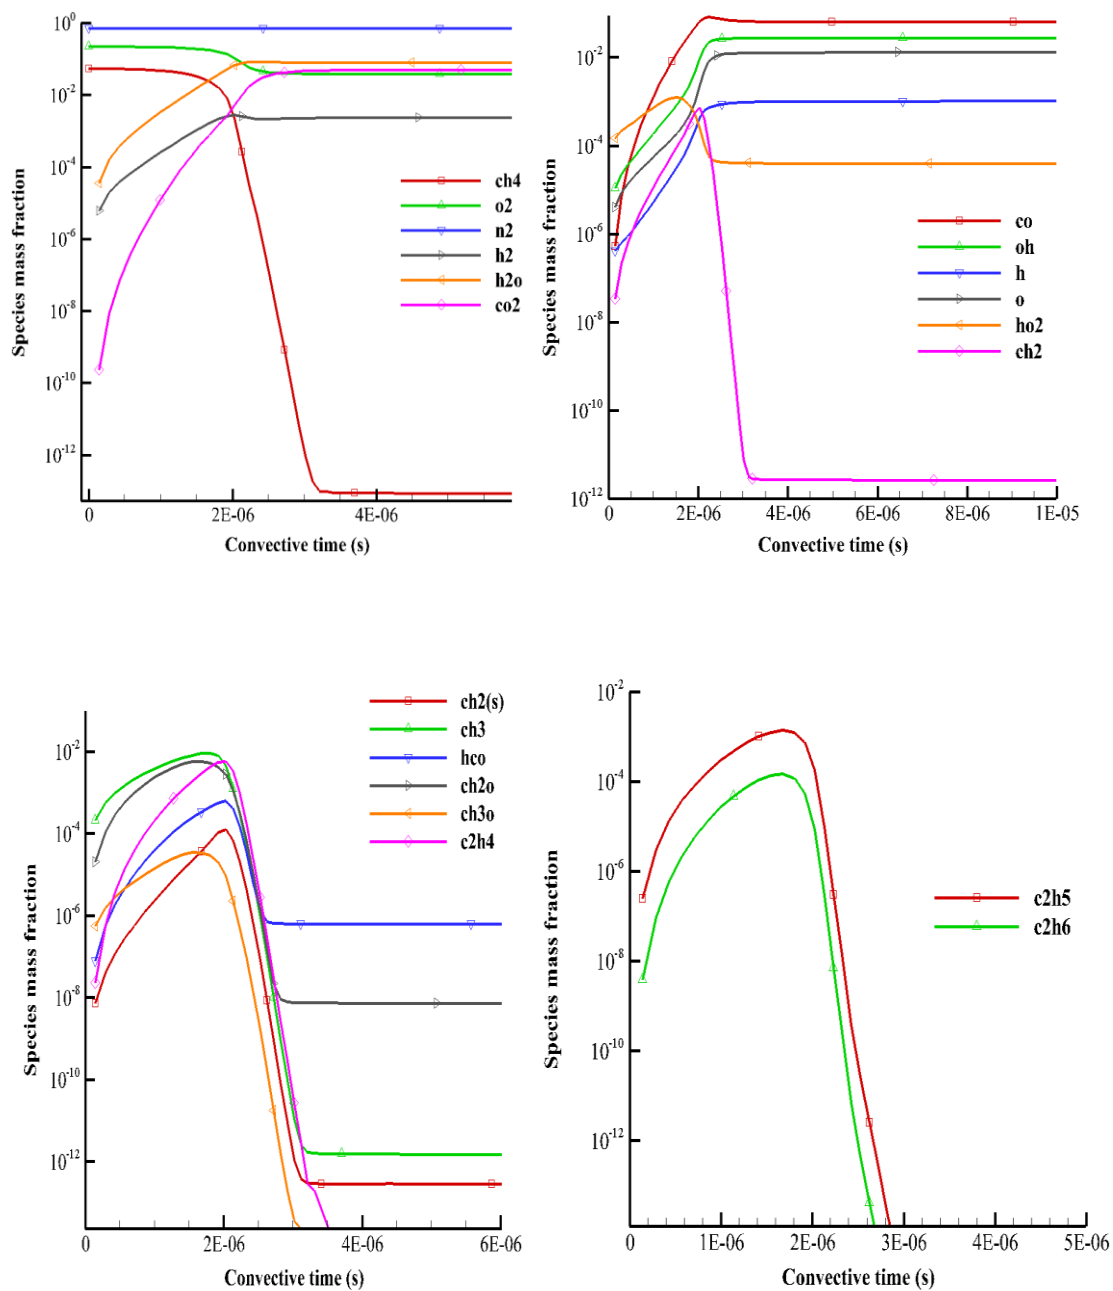 Species mass fraction
10^0
10^-2
10^-4
10^-6
10^-8
10^-10
10^-12
ch4
o2
n2
h2
h2o
co2
0
2E-06
4E-06
Convective time (s)
Species mass fraction
10^-2
10^-4
10^-6
10^-8
10^-10
10^-12
co
oh
h
o
ho2
ch2
0
2E-06
4E-06
6E-06
8E-06
1E-05
Convective time (s)
Species mass fraction
10^-2
10^-4
10^-6
10^-8
10^-10
10^-12
ch2(s)
ch3
hco
ch2o
ch3o
c2h4
0
2E-06
4E-06
6E-06
Convective time (s)
Species mass fraction
10^-2
10^-4
10^-6
10^-8
10^-10
10^-12
c2h5
c2h6
0
1E-06
2E-06
3E-06
4E-06
5E-06
Convective time (s)